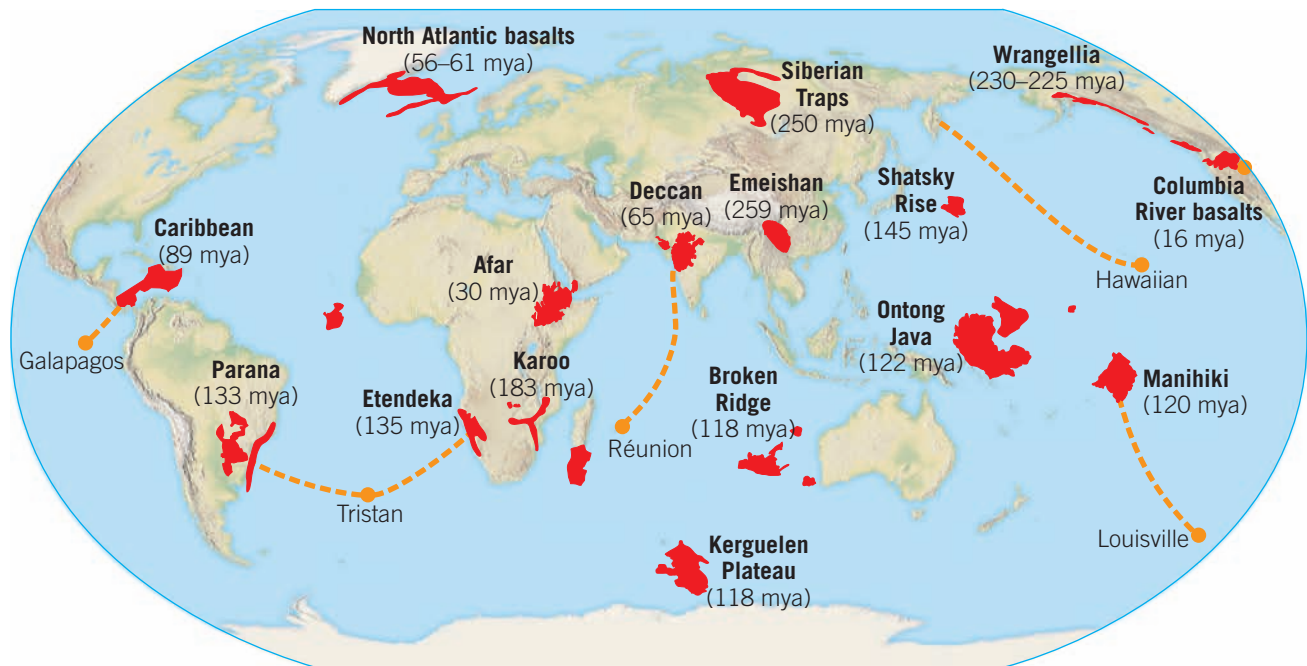 North Atlantic basalts
(56–61 mya)
Siberian
Traps
(250 mya)
Wrangellia
(230–225 mya)
Caribbean
(89 mya)
Deccan
(65 mya)
Emeishan
(259 mya)
Shatsky
Rise
(145 mya)
Columbia
River basalts
(16 mya)
Hawaiian
Afar
(30 mya)
Galapagos
Parana
(133 mya)
Etendeka
(135 mya)
Karoo
(183 mya)
Réunion
Broken
Ridge
(118 mya)
Ontong
Java
(122 mya)
Manihiki
(120 mya)
Tristan
Louisville
Kerguelen
Plateau
(118 mya)